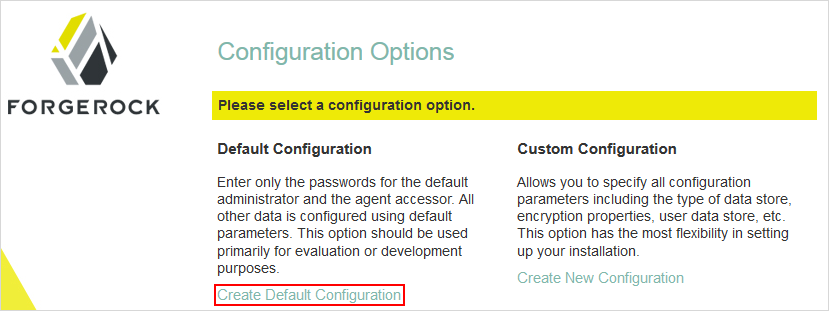 FORGEROCK
Configuration Options
Please select a configuration option.
Default Configuration
Enter only the passwords for the default
administrator and the agent accessor. All
other data is configured using default
parameters. This option should be used
primarily for evaluation or development
purposes.
Create Default Configuration
Custom Configuration
Allows you to specify all configuration
parameters including the type of data store,
encryption properties, user data store, etc.
This option has the most flexibility in setting
up your installation.
Create New Configuration